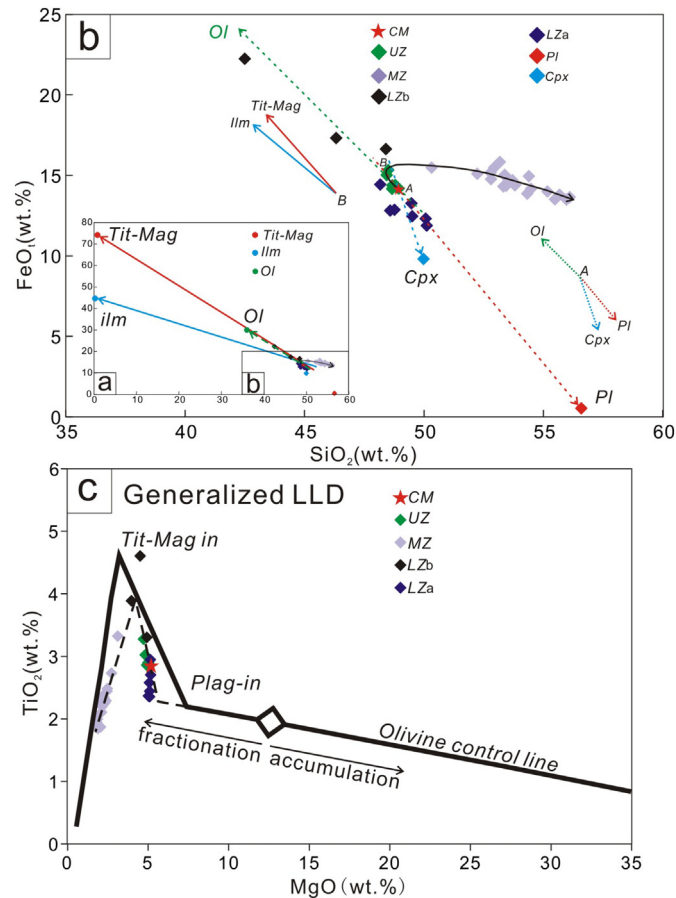 b
Ol
CM
UZ
MZ
LZb
LZa
Pl
Cpx
Tit-Mag
Ilm
B
B
A
Cpx
Ol
A
Pl
Cpx
Pl
25
20
15
10
5
0
FeOt(wt.%)
35 40 45 50 55 60
SiO2(wt.%)
80
70
60
50
40
30
20
10
0
Tit-Mag
Ilm
Ol
Tit-Mag
ilm
Ol
a
b
0 10 20 30 40 50 60
c
Generalized LLD
CM
UZ
MZ
LZb
LZa
Tit-Mag in
Plag-in
Olivine control line
fractionation accumulation
6
5
4
3
2
1
0
TiO2(wt.%)
0 5 10 15 20 25 30 35
MgO(wt.%)